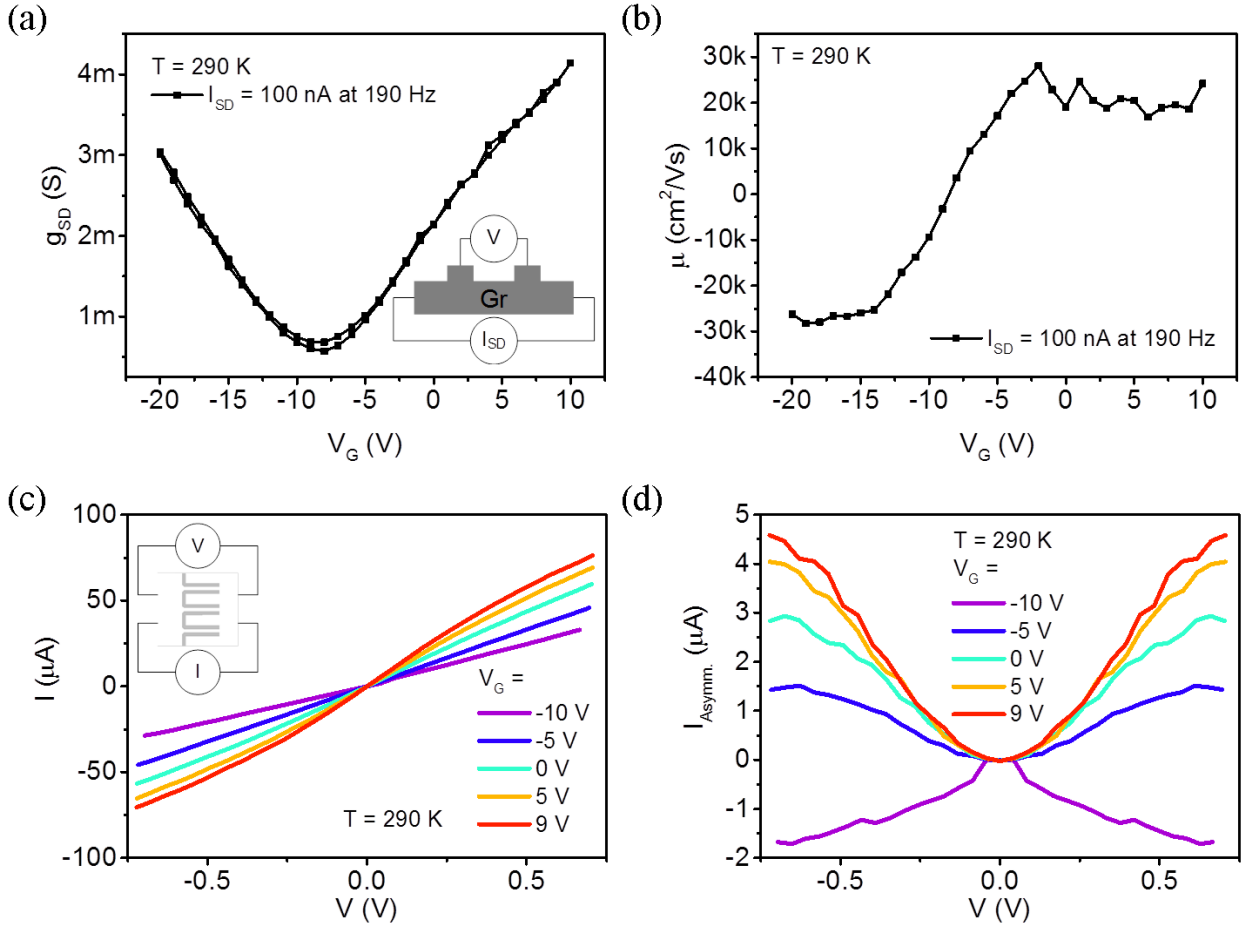 (a)
T = 290 K
I_SD = 100 nA at 190 Hz
4m
3m
2m
1m
g_SD (S)
V
Gr
I_SD
-20 -15 -10 -5 0 5 10
V_G (V)
(b)
T = 290 K
30k
20k
10k
0
-10k
-20k
-30k
-40k
μ (cm²/Vs)
I_SD = 100 nA at 190 Hz
-20 -15 -10 -5 0 5 10
V_G (V)
(c)
100
50
0
-50
-100
I (μA)
V
I
V_G =
-10 V
-5 V
0 V
5 V
9 V
T = 290 K
-0.5 0.0 0.5
V (V)
(d)
5
4
3
2
1
0
-1
-2
I_Asymm. (μA)
T = 290 K
V_G =
-10 V
-5 V
0 V
5 V
9 V
-0.5 0.0 0.5
V (V)